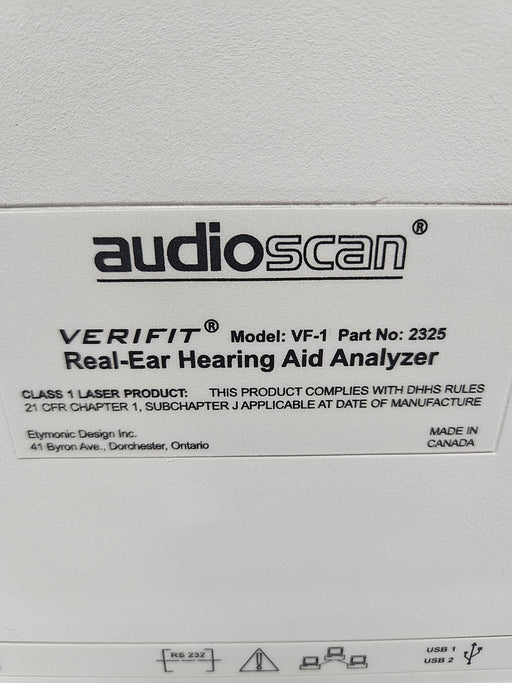 audioscan®
VERIFIT® Model: VF-1 Part No: 2325
Real-Ear Hearing Aid Analyzer
CLASS 1 LASER PRODUCT: THIS PRODUCT COMPLIES WITH DHHS RULES
21 CFR CHAPTER 1, SUBCHAPTER J APPLICABLE AT DATE OF MANUFACTURE
Etymonic Design Inc.
41 Byron Ave., Dorchester, Ontario
MADE IN
CANADA
RS 232
USB 1
USB 2